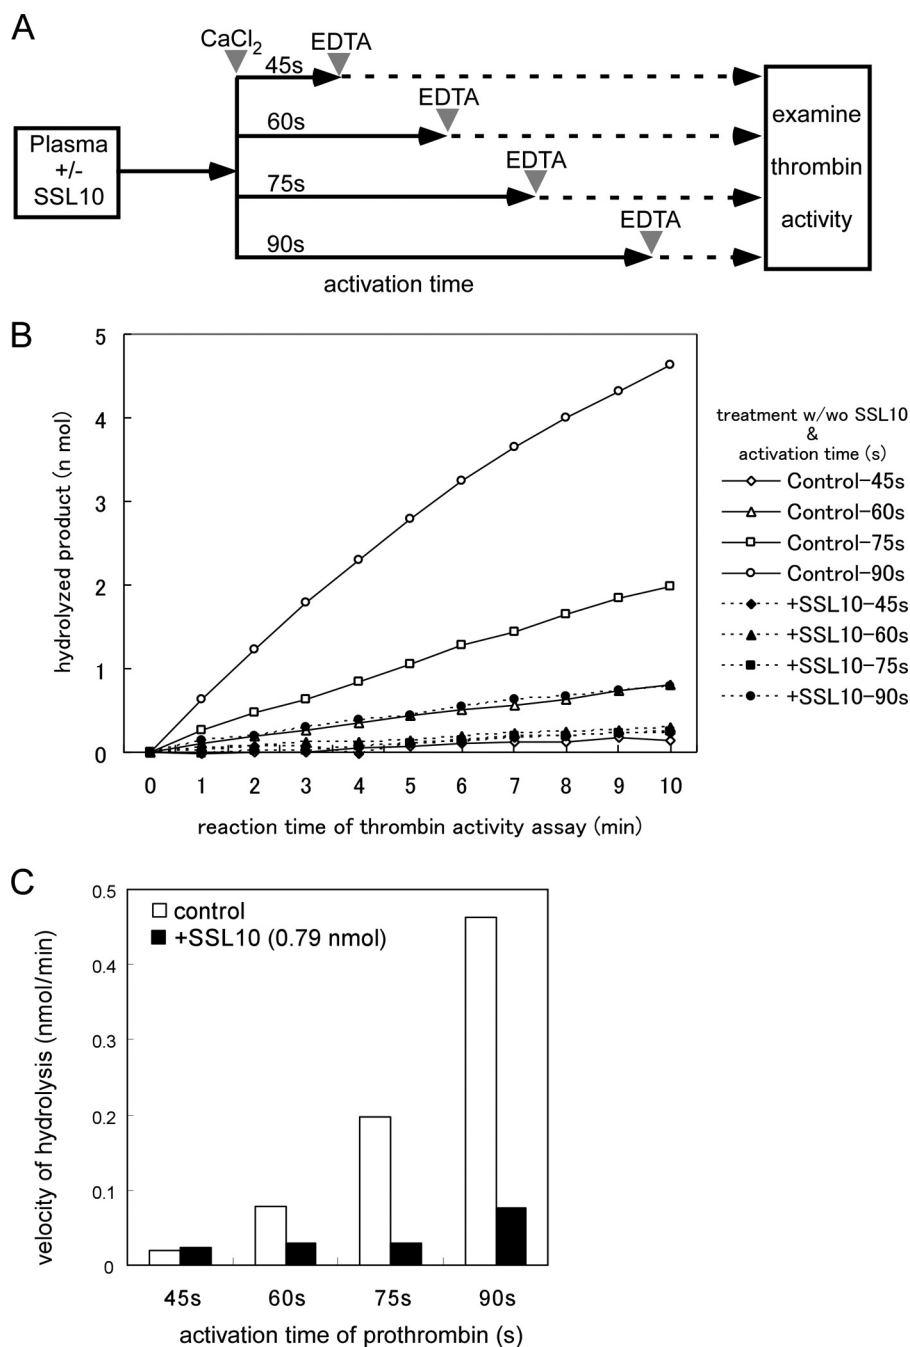 A
CaCl2
EDTA
45s
EDTA
60s
EDTA
75s
EDTA
90s
Plasma
+/-
SSL10
activation time
examine
thrombin
activity
B
hydrolyzed product (n mol)
5
4
3
2
1
0
0 1 2 3 4 5 6 7 8 9 10
reaction time of thrombin activity assay (min)
treatment w/wo SSL10
&
activation time (s)
Control-45s
Control-60s
Control-75s
Control-90s
+SSL10-45s
+SSL10-60s
+SSL10-75s
+SSL10-90s
C
velocity of hydrolysis (nmol/min)
0.5
0.4
0.3
0.2
0.1
0
control
+SSL10 (0.79 nmol)
45s 60s 75s 90s
activation time of prothrombin (s)